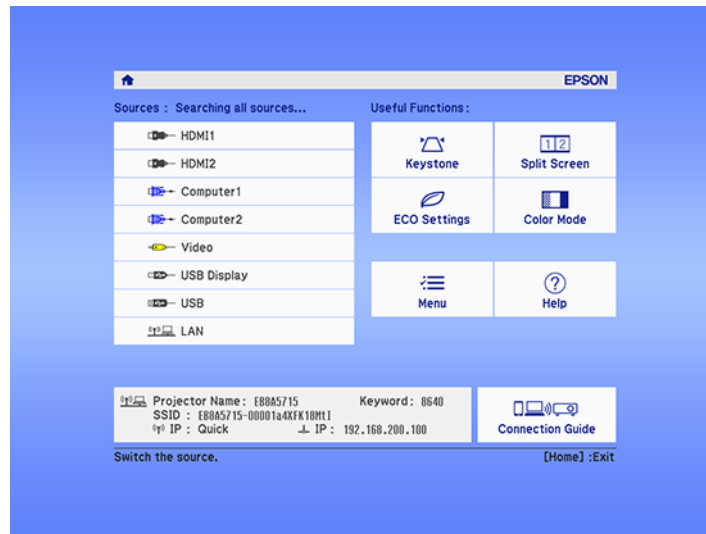 EPSON
Sources : Searching all sources...
Useful Functions :
HDMI1
HDMI2
Computer1
Computer2
Video
USB Display
USB
LAN
Keystone
1 2
Split Screen
ECO Settings
Color Mode
Menu
?
Help
Projector Name : EB8A5715 Keyword : 8640
SSID : EB8A5715-00001a4XFK18MtI
IP : Quick IP : 192.168.200.100
Connection Guide
Switch the source. [Home] :Exit